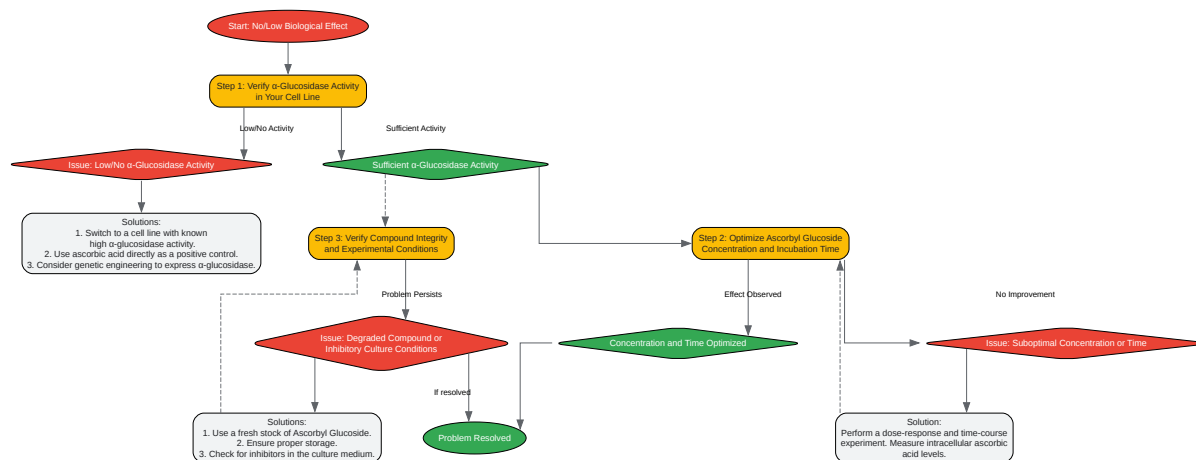 Start: No/Low Biological Effect
Step 1: Verify α-Glucosidase Activity
in Your Cell Line
Low/No Activity
Sufficient Activity
Issue: Low/No α-Glucosidase Activity
Sufficient α-Glucosidase Activity
Solutions:
1. Switch to a cell line with known
high α-glucosidase activity.
2. Use ascorbic acid directly as a positive control.
3. Consider genetic engineering to express α-glucosidase.
Step 3: Verify Compound Integrity
and Experimental Conditions
Step 2: Optimize Ascorbyl Glucoside
Concentration and Incubation Time
Problem Persists
Effect Observed
No Improvement
Issue: Degraded Compound or
Inhibitory Culture Conditions
Concentration and Time Optimized
Issue: Suboptimal Concentration or Time
If resolved
Solutions:
1. Use a fresh stock of Ascorbyl Glucoside.
2. Ensure proper storage.
3. Check for inhibitors in the culture medium.
Problem Resolved
Solution:
Perform a dose-response and time-course
experiment. Measure intracellular ascorbic
acid levels.